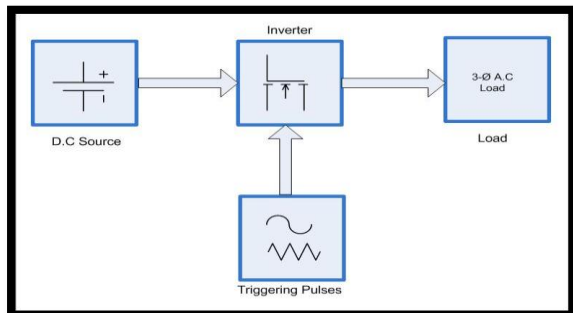 Inverter
3-Ø A.C
Load
D.C Source
Load
Triggering Pulses